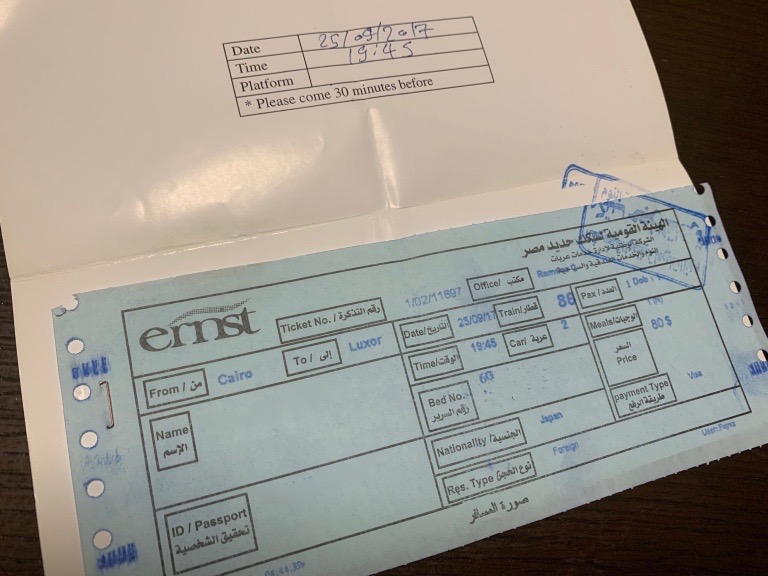 Date 25/09/2017
Time 19:45
Platform
* Please come 30 minutes before
الهيئة القومية لسكك حديد مصر
ernst
Ticket No. / رقم التذكرة 1/02/11697 Office/ مكتب
From / من Cairo To / إلى Luxor Date/التاريخ 25/09/17 Train/قطار 86 Pax / العدد
Time/الوقت 19:45 Car/ عربة 2 Meals/الوجبات
Name الإسم Bed No. رقم السرير 6G السعر Price 80 $
Nationality /الجنسية Japan payment Type طريقة الدفع Visa
ID / Passport تحقيق الشخصية Res. Type نوع الحجز Foreign
صورة المسافر